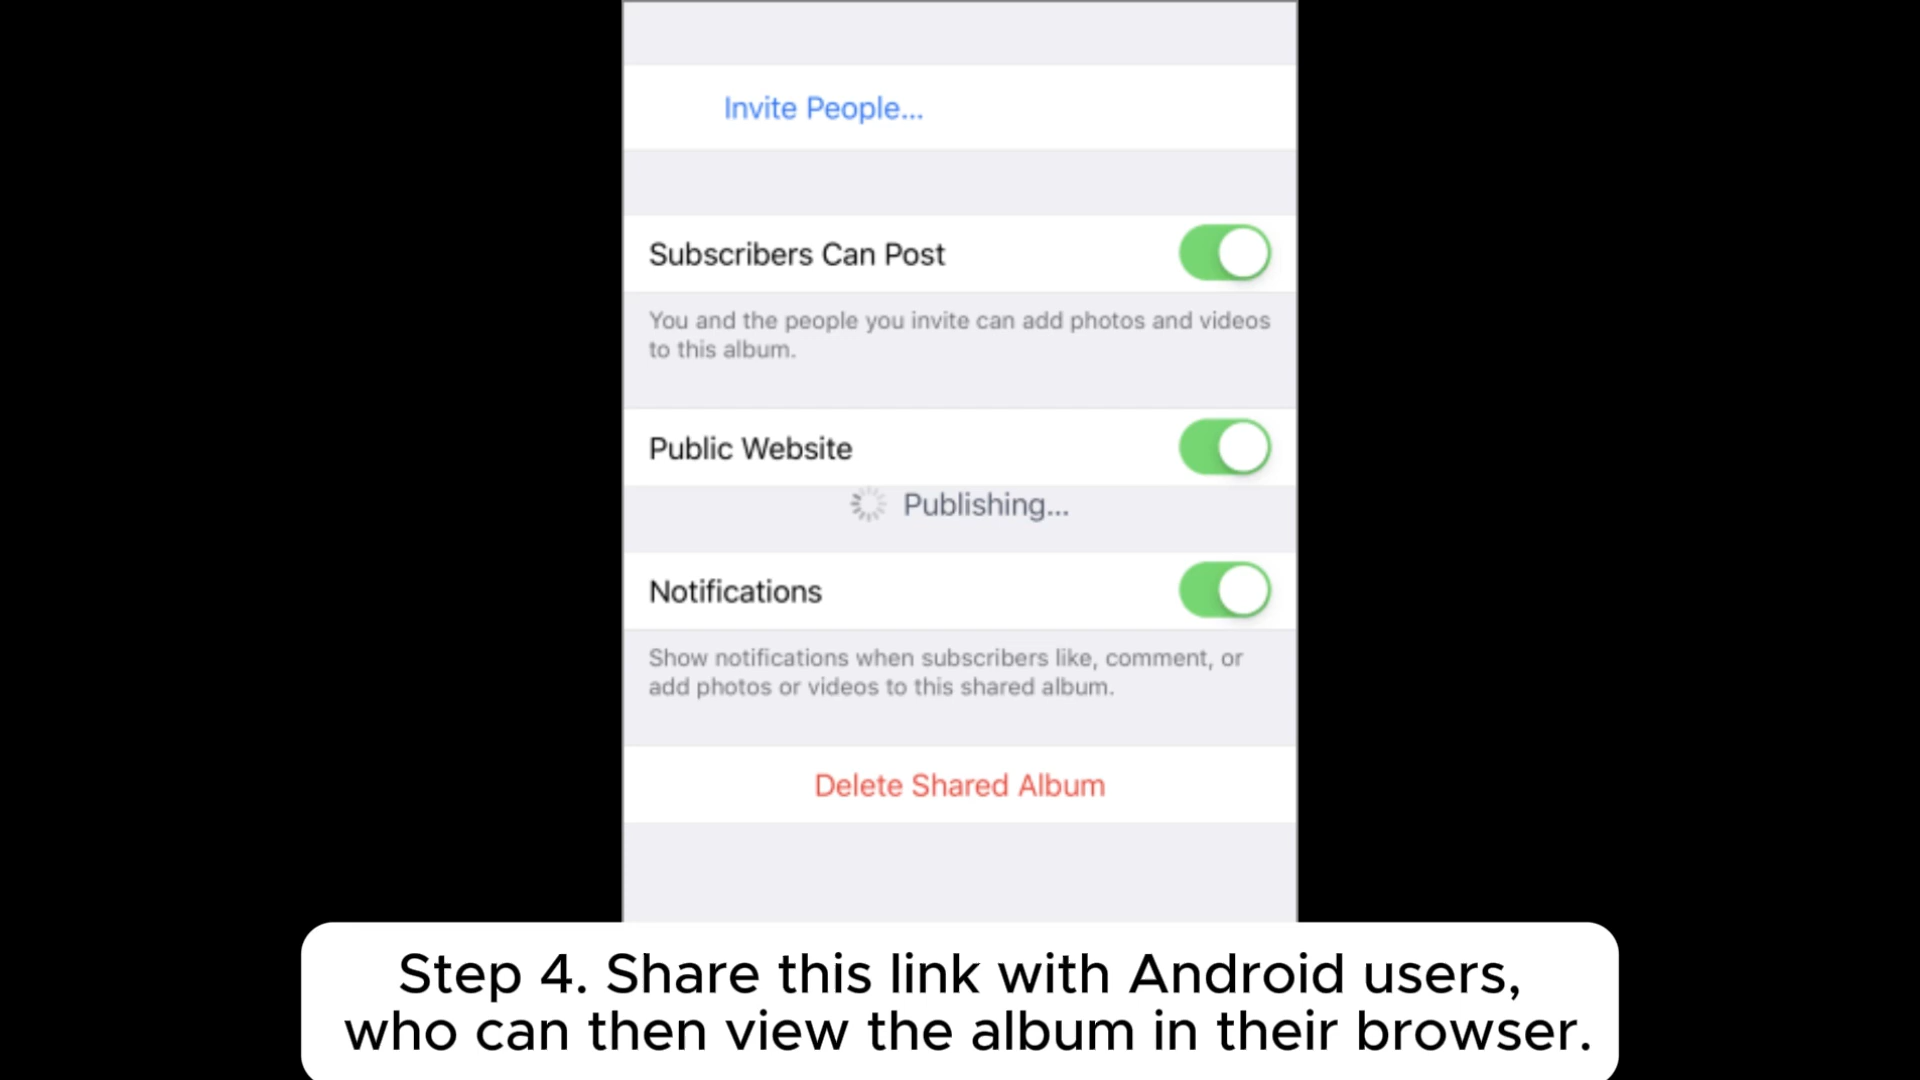 Invite People...
Subscribers Can Post
You and the people you invite can add photos and videos
to this album.
Public Website
Publishing...
Notifications
Show notifications when subscribers like, comment, or
add photos or videos to this shared album.
Delete Shared Album
Step 4. Share this link with Android users,
who can then view the album in their browser.